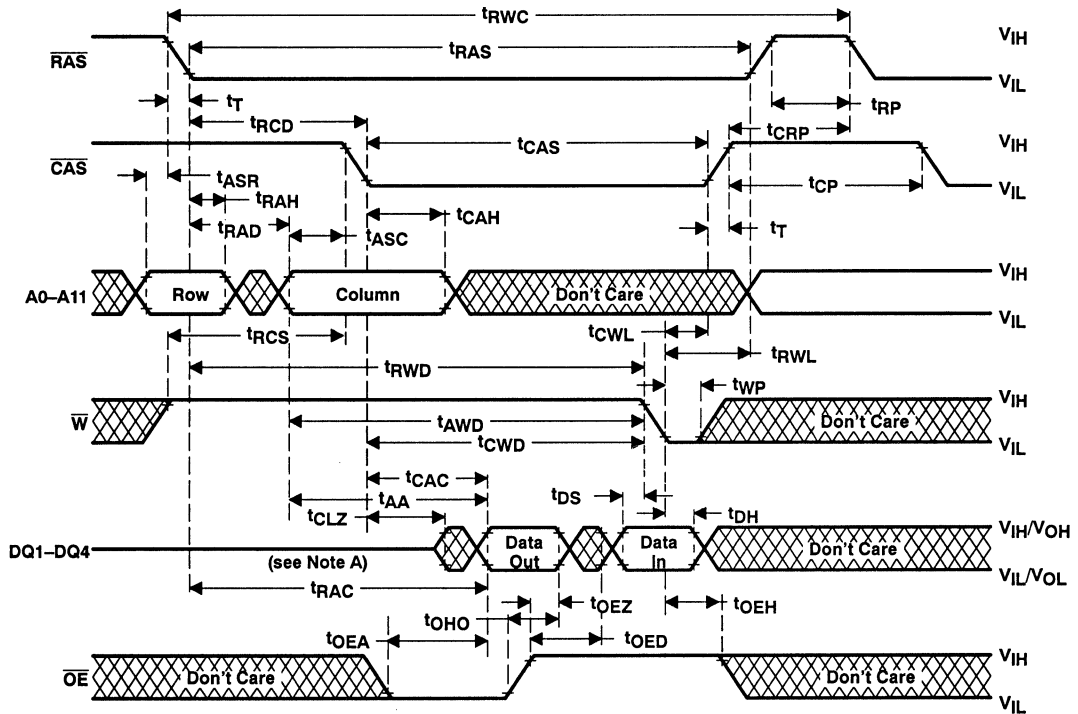 tRWC
VIH
RAS
tRAS
VIL
tT
tRP
tRCD
tCRP
VIH
CAS
tCAS
tASR
tCP
VIL
tRAH
tRAD
tCAH
tASC
tT
VIH
A0–A11
Row
Column
Don't Care
VIL
tRCS
tCWL
tRWL
tRWD
tWP
VIH
W
tAWD
Don't Care
tCWD
VIL
tCAC
tAA
tDS
tCLZ
tDH
VIH/VOH
DQ1–DQ4
(see Note A)
Data Out
Data In
Don't Care
VIL/VOL
tRAC
tOEZ
tOEH
tOHO
tOEA
tOED
VIH
OE
Don't Care
Don't Care
VIL